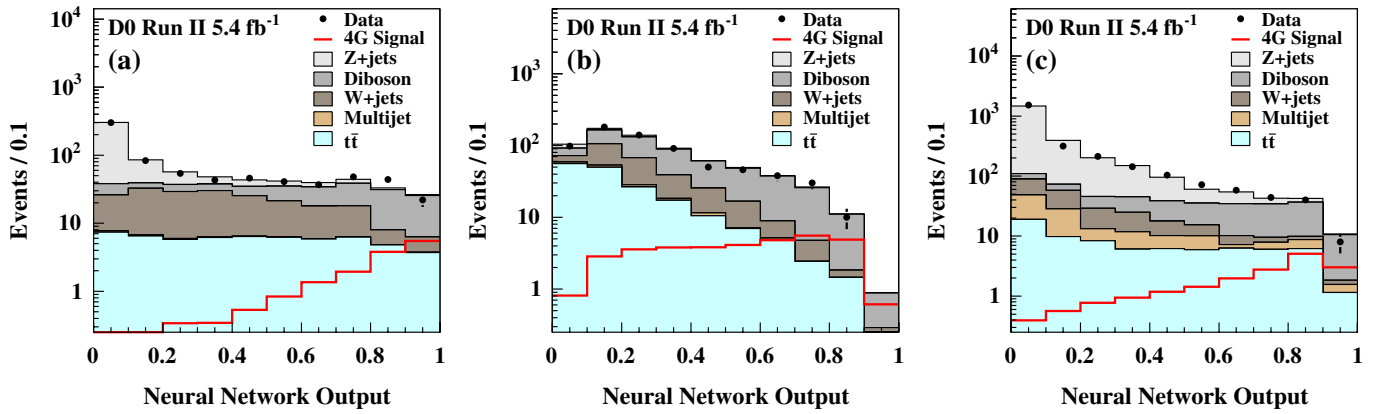 D0 Run II 5.4 fb⁻¹
(a)
Data
4G Signal
Z+jets
Diboson
W+jets
Multijet
tt̄
Events / 0.1
10⁴
10³
10²
10
1
0 0.2 0.4 0.6 0.8 1
Neural Network Output
D0 Run II 5.4 fb⁻¹
(b)
Data
4G Signal
Z+jets
Diboson
W+jets
Multijet
tt̄
Events / 0.1
10³
10²
10
1
0 0.2 0.4 0.6 0.8 1
Neural Network Output
D0 Run II 5.4 fb⁻¹
(c)
Data
4G Signal
Z+jets
Diboson
W+jets
Multijet
tt̄
Events / 0.1
10⁴
10³
10²
10
1
0 0.2 0.4 0.6 0.8 1
Neural Network Output